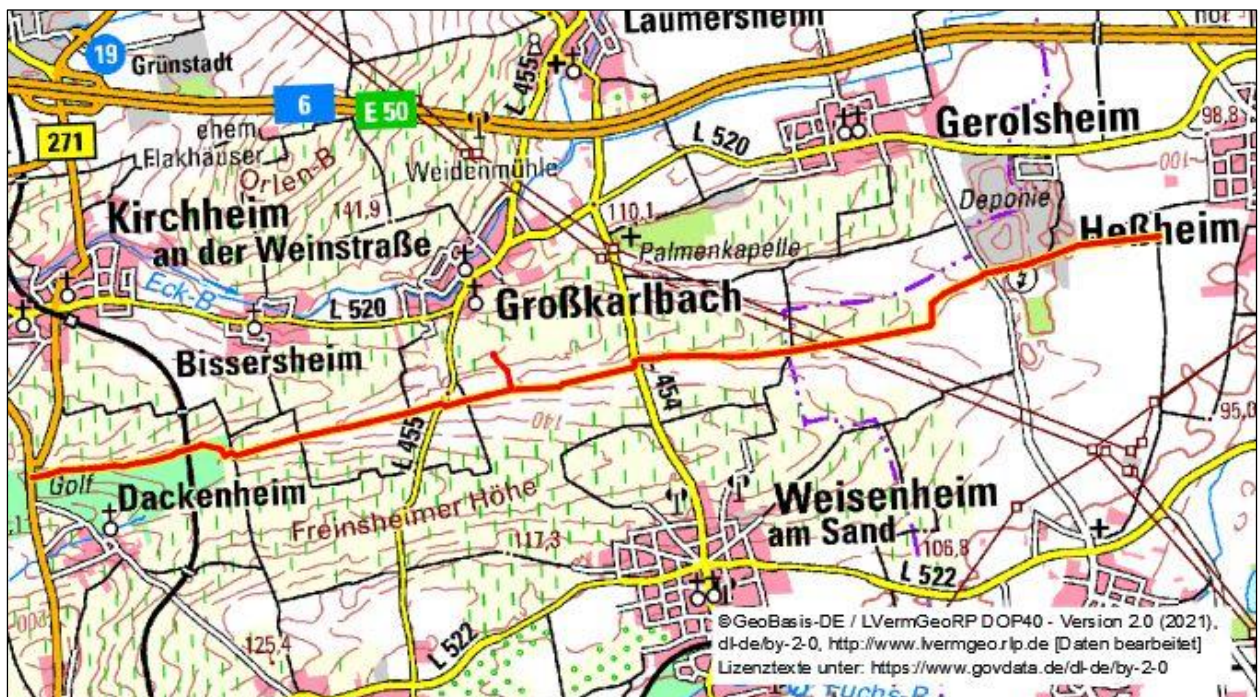 Laumersheim
19
Grünstadt
L 455
6
E 50
271
ehem.
Elakhäuser
Orlen-B
Weidenmühle
L 520
Gerolsheim
98,8
100
Kirchheim
an der Weinstraße
141,9
110,1
Palmenkapelle
Deponie
Heßheim
Eck-B
L 520
Großkarlbach
Bissersheim
140
454
L 455
95,
Golf
Dackenheim
Freinsheimer Höhe
117,3
Weisenheim
am Sand
106,8
L 522
125,4
L 522
©GeoBasis-DE / LVermGeoRP DOP40 - Version 2.0 (2021),
dl-de/by-2-0, http://www.lvermgeo.rlp.de [Daten bearbeitet]
Lizenztexte unter: https://www.govdata.de/dl-de/by-2-0